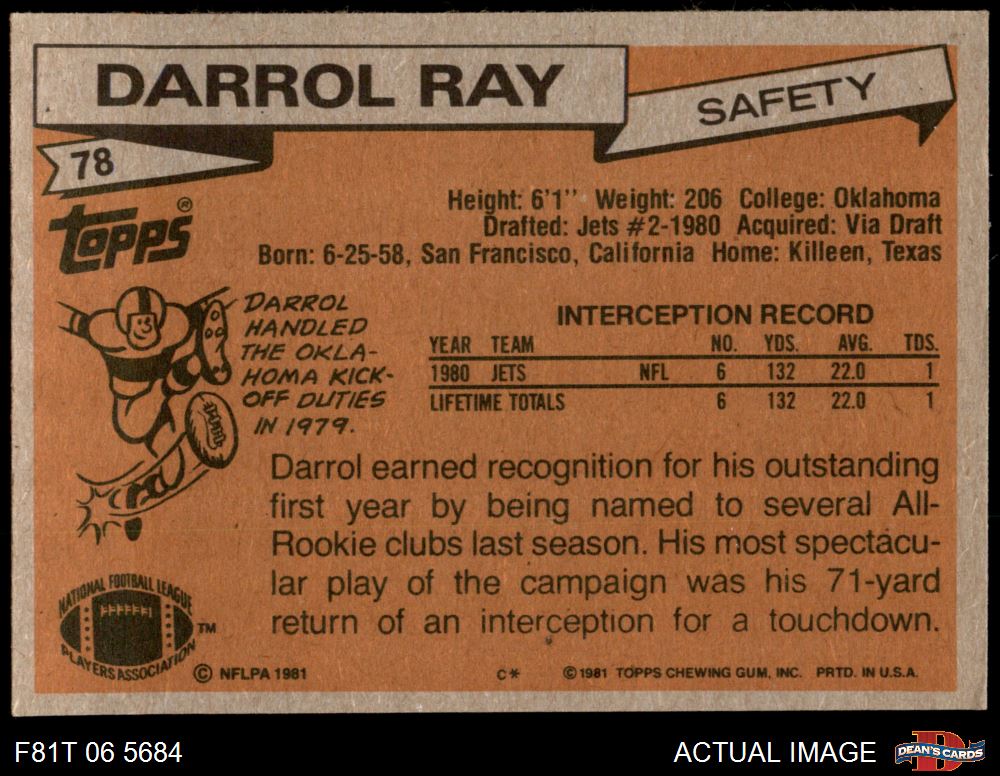 DARROL RAY
SAFETY
78
TOPPS®
Height: 6'1'' Weight: 206 College: Oklahoma
Drafted: Jets #2-1980 Acquired: Via Draft
Born: 6-25-58, San Francisco, California Home: Killeen, Texas
DARROL
HANDLED
THE OKLA-
HOMA KICK-
OFF DUTIES
IN 1979.
INTERCEPTION RECORD
YEAR TEAM NO. YDS. AVG. TDS.
1980 JETS NFL 6 132 22.0 1
LIFETIME TOTALS 6 132 22.0 1
Darrol earned recognition for his outstanding
first year by being named to several All-
Rookie clubs last season. His most spectacu-
lar play of the campaign was his 71-yard
return of an interception for a touchdown.
NATIONAL FOOTBALL LEAGUE
PLAYERS ASSOCIATION
TM
© NFLPA 1981
C*
© 1981 TOPPS CHEWING GUM, INC. PRTD. IN U.S.A.
F81T 06 5684
ACTUAL IMAGE
D
DEAN'S CARDS